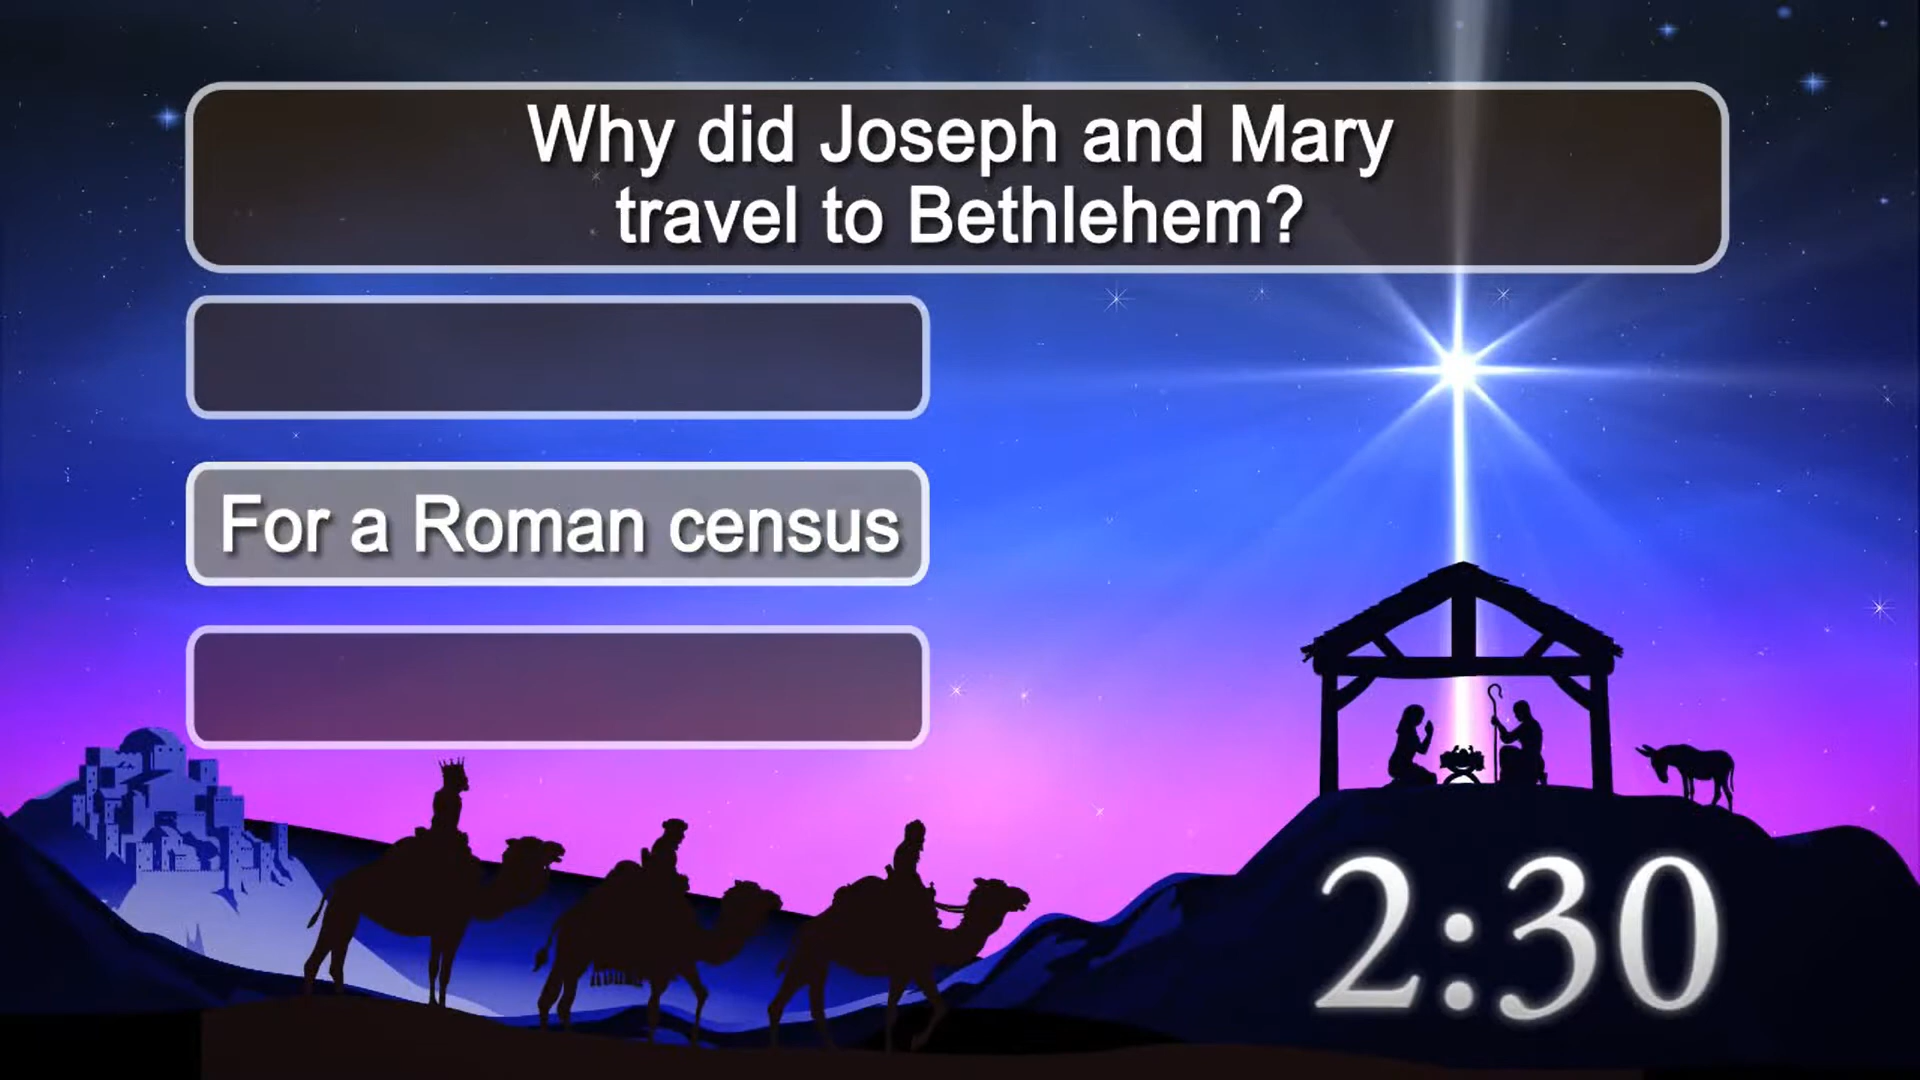 Why did Joseph and Mary
travel to Bethlehem?
For a Roman census
2:30